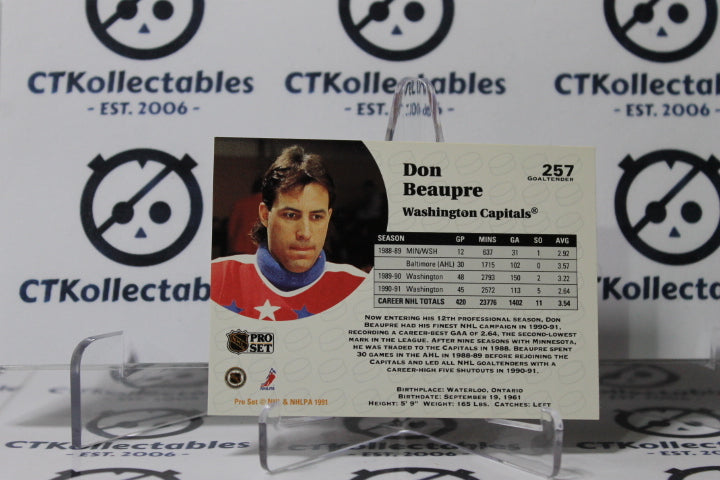 CTKollectables
- EST. 2006 -
CTKollectables
CTKollectables
- EST. 2006 -
Don
Beaupre
Washington Capitals®
257
GOALTENDER
SEASON GP MINS GA SO AVG
1988-89 MIN/WSH 12 637 31 1 2.92
Baltimore (AHL) 30 1715 102 0 3.57
1989-90 Washington 48 2793 150 2 3.22
1990-91 Washington 45 2572 113 5 2.64
CAREER NHL TOTALS 420 23776 1402 11 3.54
NOW ENTERING HIS 12TH PROFESSIONAL SEASON, DON
BEAUPRE HAD HIS FINEST NHL CAMPAIGN IN 1990-91,
RECORDING A CAREER-BEST GAA OF 2.64, THE SECOND-LOWEST
MARK IN THE LEAGUE. AFTER NINE SEASONS WITH MINNESOTA,
HE WAS TRADED TO THE CAPITALS IN 1988. BEAUPRE SPENT
30 GAMES IN THE AHL IN 1988-89 BEFORE REJOINING THE
CAPITALS AND LED ALL NHL GOALTENDERS WITH A
CAREER-HIGH FIVE SHUTOUTS IN 1990-91.
BIRTHPLACE: WATERLOO, ONTARIO
BIRTHDATE: SEPTEMBER 19, 1961
HEIGHT: 5' 9" WEIGHT: 165 LBS. CATCHES: LEFT
PRO
SET
NHLPA
Pro Set © NHL & NHLPA 1991
CTKollectables
CTKollectables
- EST. 2006 -